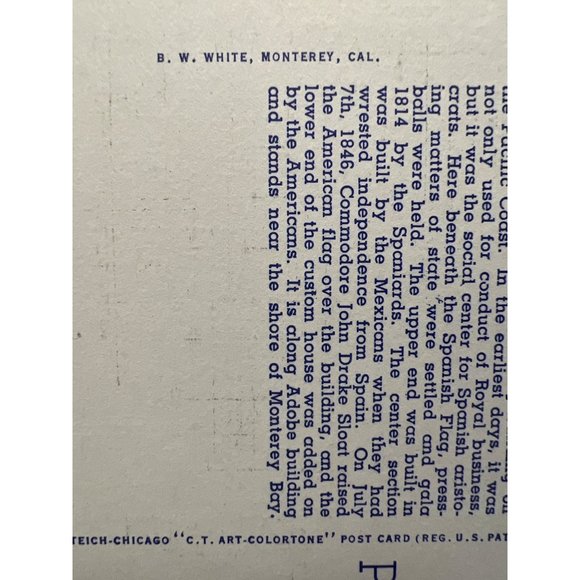 B. W. WHITE, MONTEREY, CAL.
the Pacific Coast. In the earliest days, it was
not only used for conduct of Royal business,
but it was the social center for Spanish aristo-
crats. Here beneath the Spanish Flag, press-
ing matters of state were settled and gala
balls were held. The upper end was built in
1814 by the Spaniards. The center section
was built by the Mexicans when they had
wrested independence from Spain. On July
7th, 1846, Commodore John Drake Sloat raised
the American flag over the building, and the
lower end of the custom house was added on
by the Americans. It is along Adobe building
and stands near the shore of Monterey Bay.
TEICH-CHICAGO "C.T. ART-COLORTONE" POST CARD (REG. U.S. PAT
P